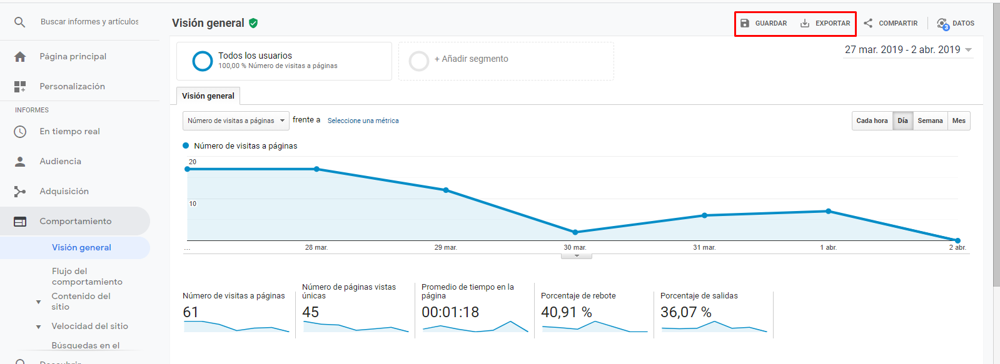 Buscar informes y artículos
Página principal
Personalización
INFORMES
En tiempo real
Audiencia
Adquisición
Comportamiento
Visión general
Flujo del
comportamiento
Contenido del
sitio
Velocidad del sitio
Búsquedas en el
Descubrir
Visión general
GUARDAR EXPORTAR COMPARTIR 3 DATOS
27 mar. 2019 - 2 abr. 2019
Todos los usuarios
100,00 % Número de visitas a páginas
+ Añadir segmento
Visión general
Número de visitas a páginas frente a Seleccione una métrica
Cada hora Día Semana Mes
Número de visitas a páginas
20
10
... 28 mar. 29 mar. 30 mar. 31 mar. 1 abr. 2 abr.
Número de visitas a páginas
61
Número de páginas vistas
únicas
45
Promedio de tiempo en la
página
00:01:18
Porcentaje de rebote
40,91 %
Porcentaje de salidas
36,07 %